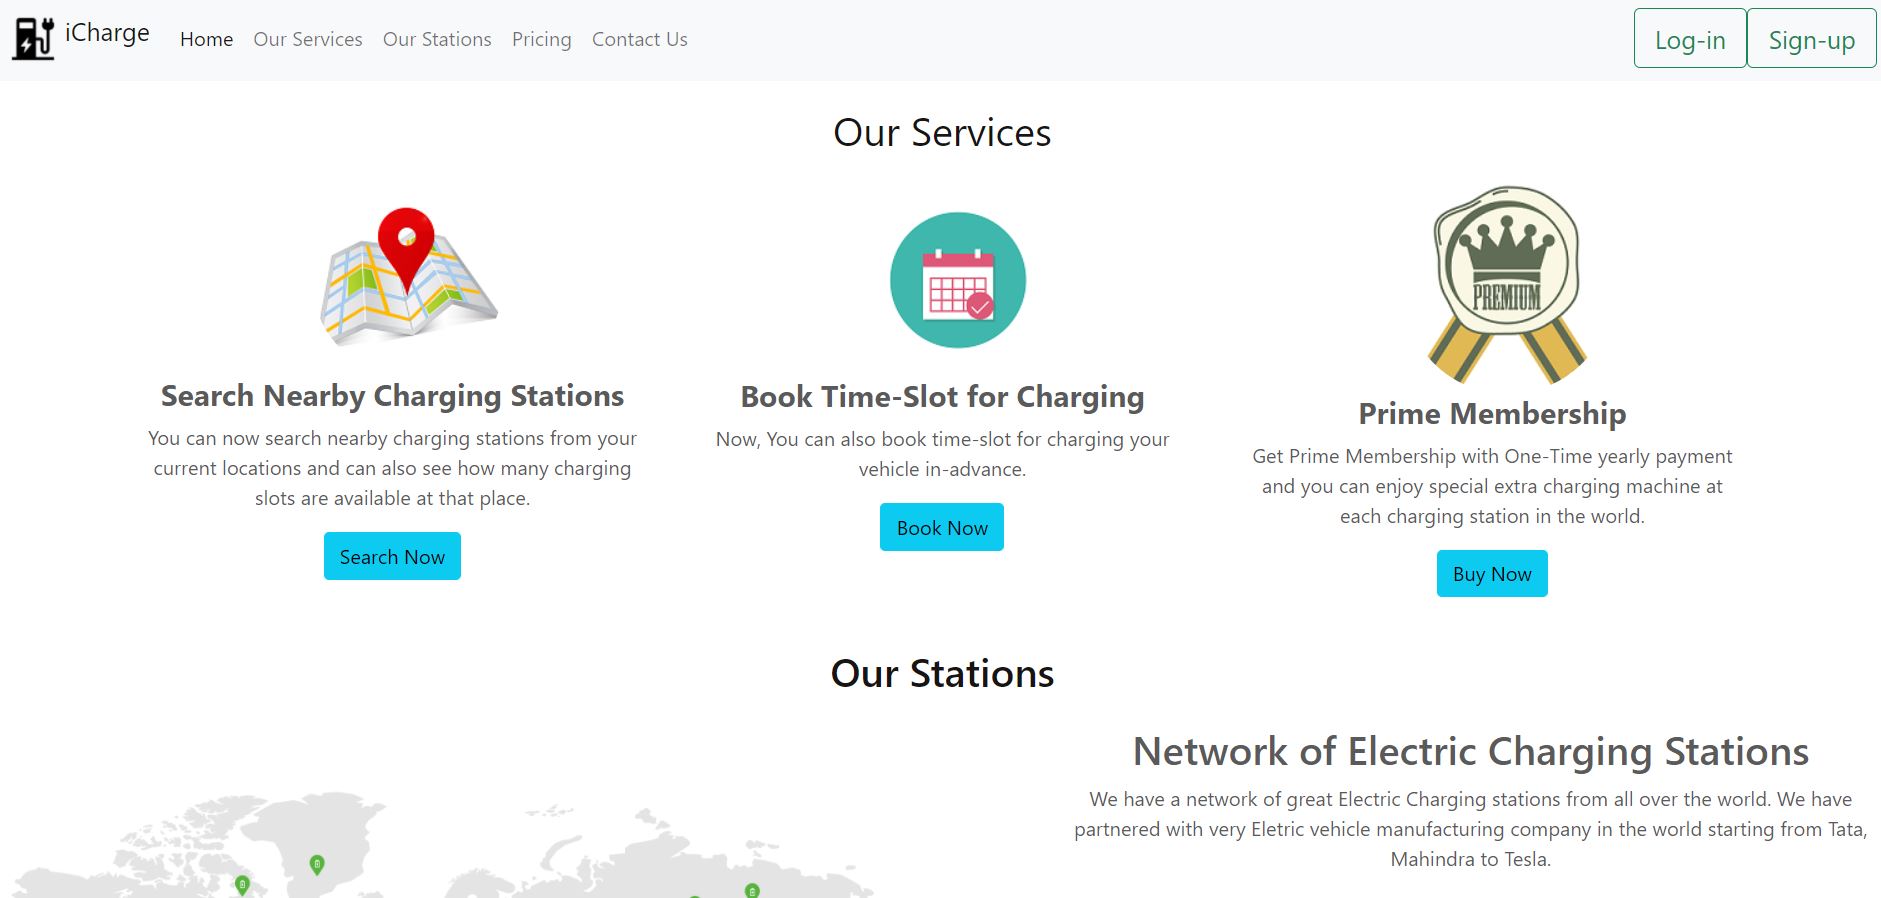 iCharge
Home
Our Services
Our Stations
Pricing
Contact Us
Log-in
Sign-up
Our Services
PREMIUM
Search Nearby Charging Stations
You can now search nearby charging stations from your
current locations and can also see how many charging
slots are available at that place.
Search Now
Book Time-Slot for Charging
Now, You can also book time-slot for charging your
vehicle in-advance.
Book Now
Prime Membership
Get Prime Membership with One-Time yearly payment
and you can enjoy special extra charging machine at
each charging station in the world.
Buy Now
Our Stations
Network of Electric Charging Stations
We have a network of great Electric Charging stations from all over the world. We have
partnered with very Eletric vehicle manufacturing company in the world starting from Tata,
Mahindra to Tesla.